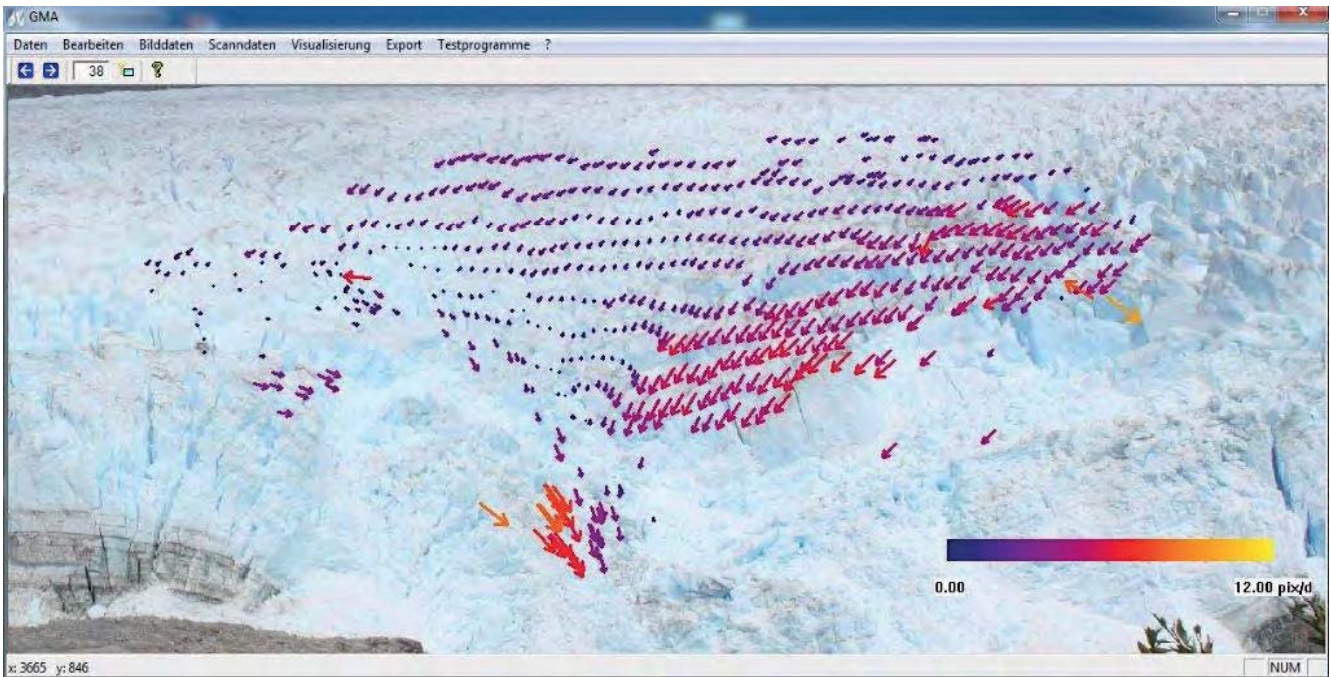 GMA
Daten Bearbeiten Bilddaten Scanndaten Visualisierung Export Testprogramme ?
38
0.00 12.00 pix/d
x: 3665 y: 846 NUM